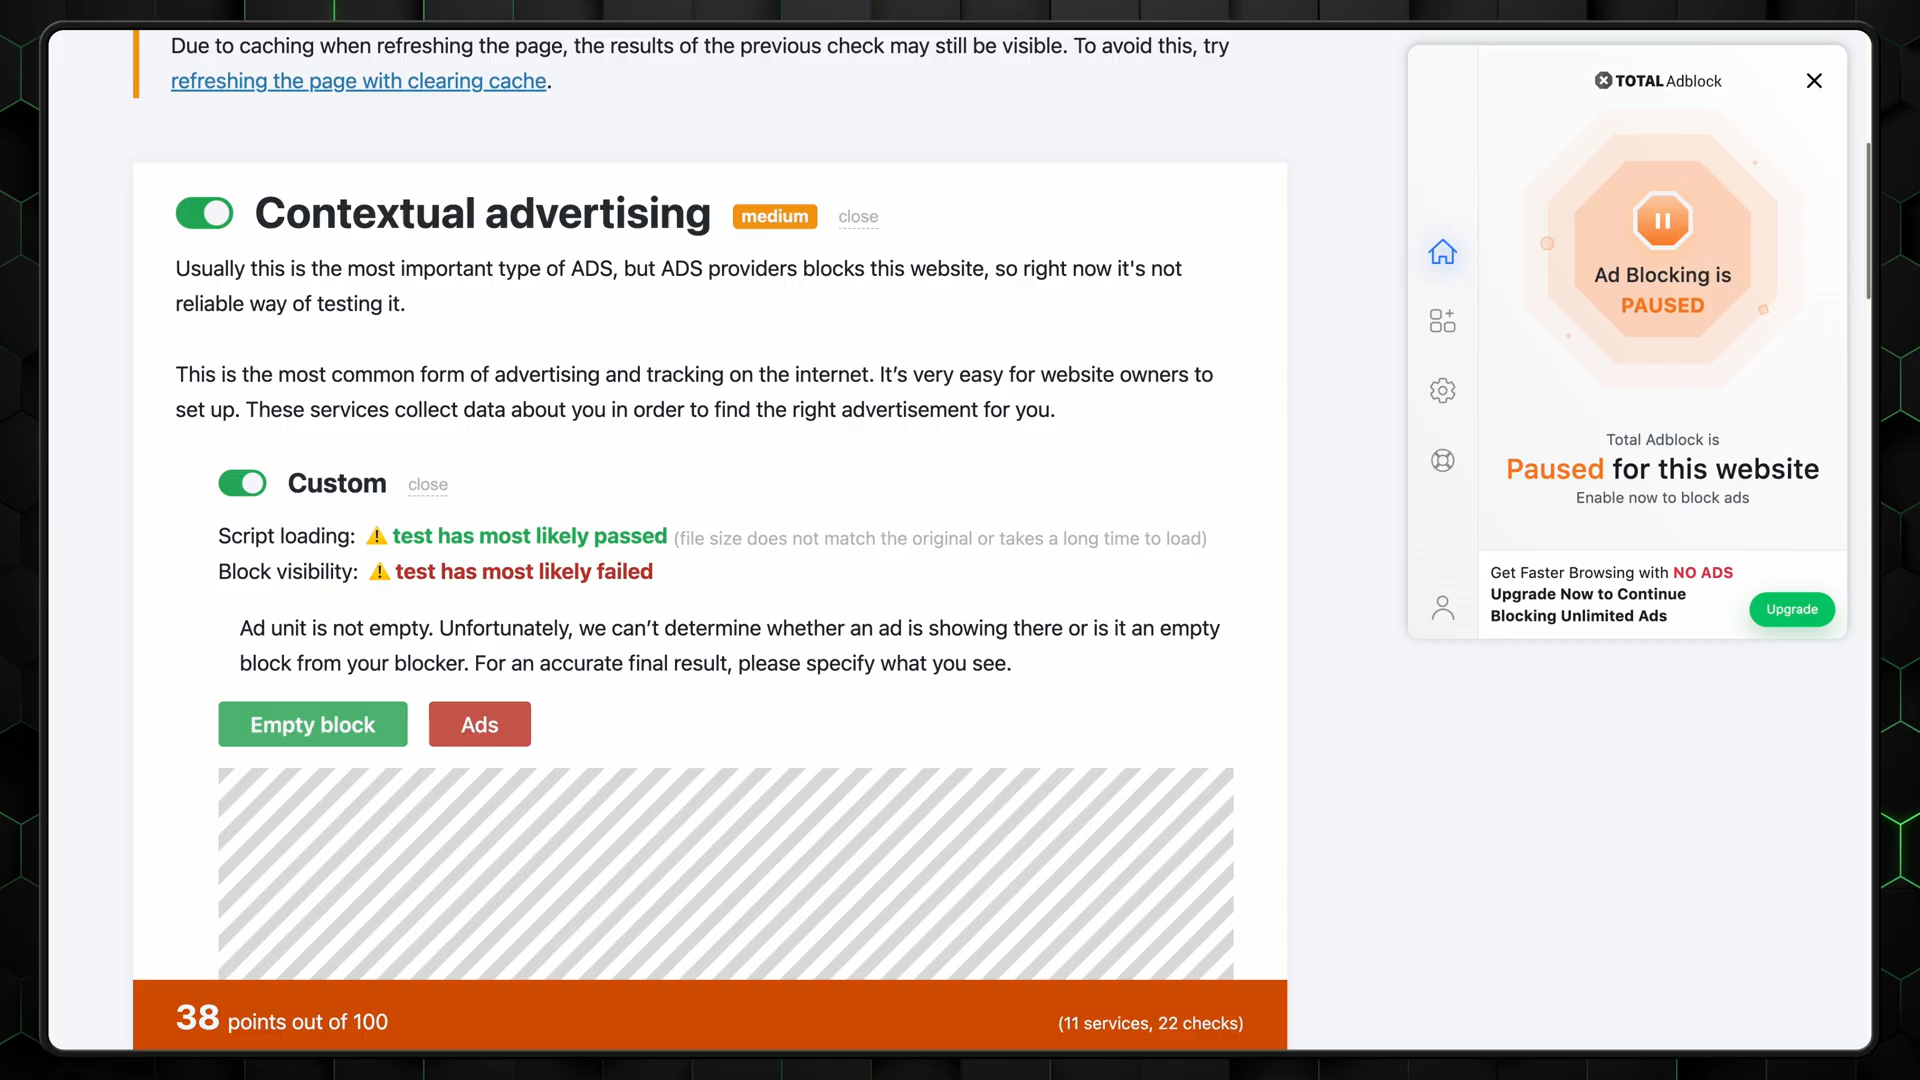 Due to caching when refreshing the page, the results of the previous check may still be visible. To avoid this, try
refreshing the page with clearing cache.
Contextual advertising medium close
Usually this is the most important type of ADS, but ADS providers blocks this website, so right now it's not
reliable way of testing it.
This is the most common form of advertising and tracking on the internet. It’s very easy for website owners to
set up. These services collect data about you in order to find the right advertisement for you.
Custom close
Script loading: test has most likely passed (file size does not match the original or takes a long time to load)
Block visibility: test has most likely failed
Ad unit is not empty. Unfortunately, we can’t determine whether an ad is showing there or is it an empty
block from your blocker. For an accurate final result, please specify what you see.
Empty block Ads
38 points out of 100 (11 services, 22 checks)
TOTAL Adblock
Ad Blocking is
PAUSED
Total Adblock is
Paused for this website
Enable now to block ads
Get Faster Browsing with NO ADS
Upgrade Now to Continue
Blocking Unlimited Ads
Upgrade